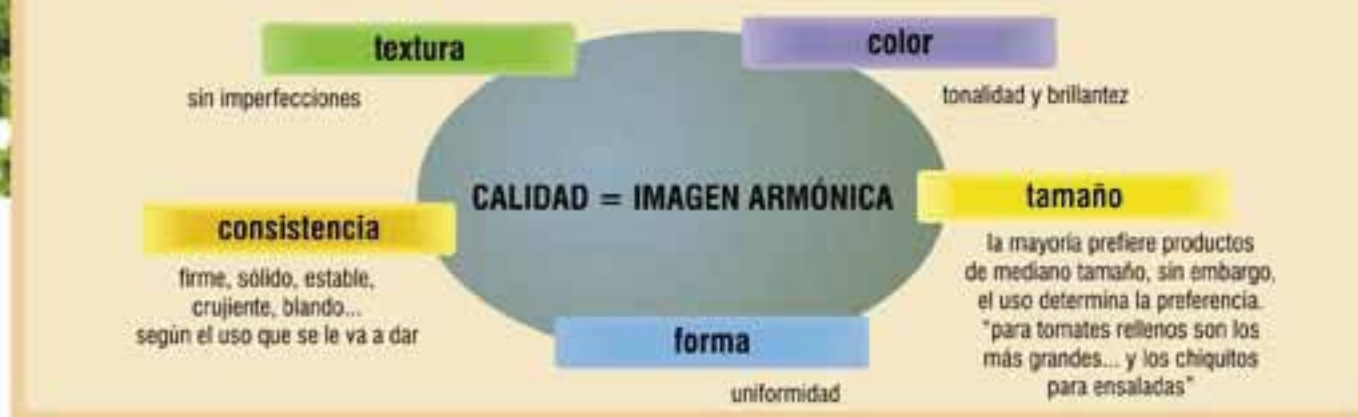 textura
sin imperfecciones
color
tonalidad y brillantez
CALIDAD = IMAGEN ARMÓNICA
consistencia
firme, sólido, estable,
crujiente, blando...
según el uso que se le va a dar
tamaño
la mayoría prefiere productos
de mediano tamaño, sin embargo,
el uso determina la preferencia.
"para tomates rellenos son los
más grandes... y los chiquitos
para ensaladas"
forma
uniformidad